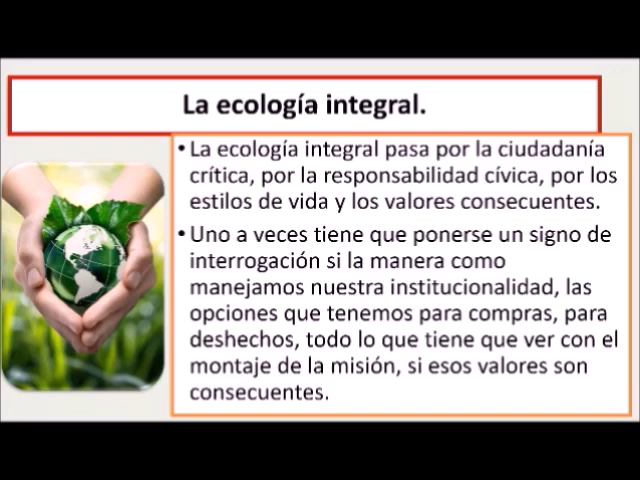 La ecología integral.
• La ecología integral pasa por la ciudadanía
crítica, por la responsabilidad cívica, por los
estilos de vida y los valores consecuentes.
• Uno a veces tiene que ponerse un signo de
interrogación si la manera como
manejamos nuestra institucionalidad, las
opciones que tenemos para compras, para
deshechos, todo lo que tiene que ver con el
montaje de la misión, si esos valores son
consecuentes.